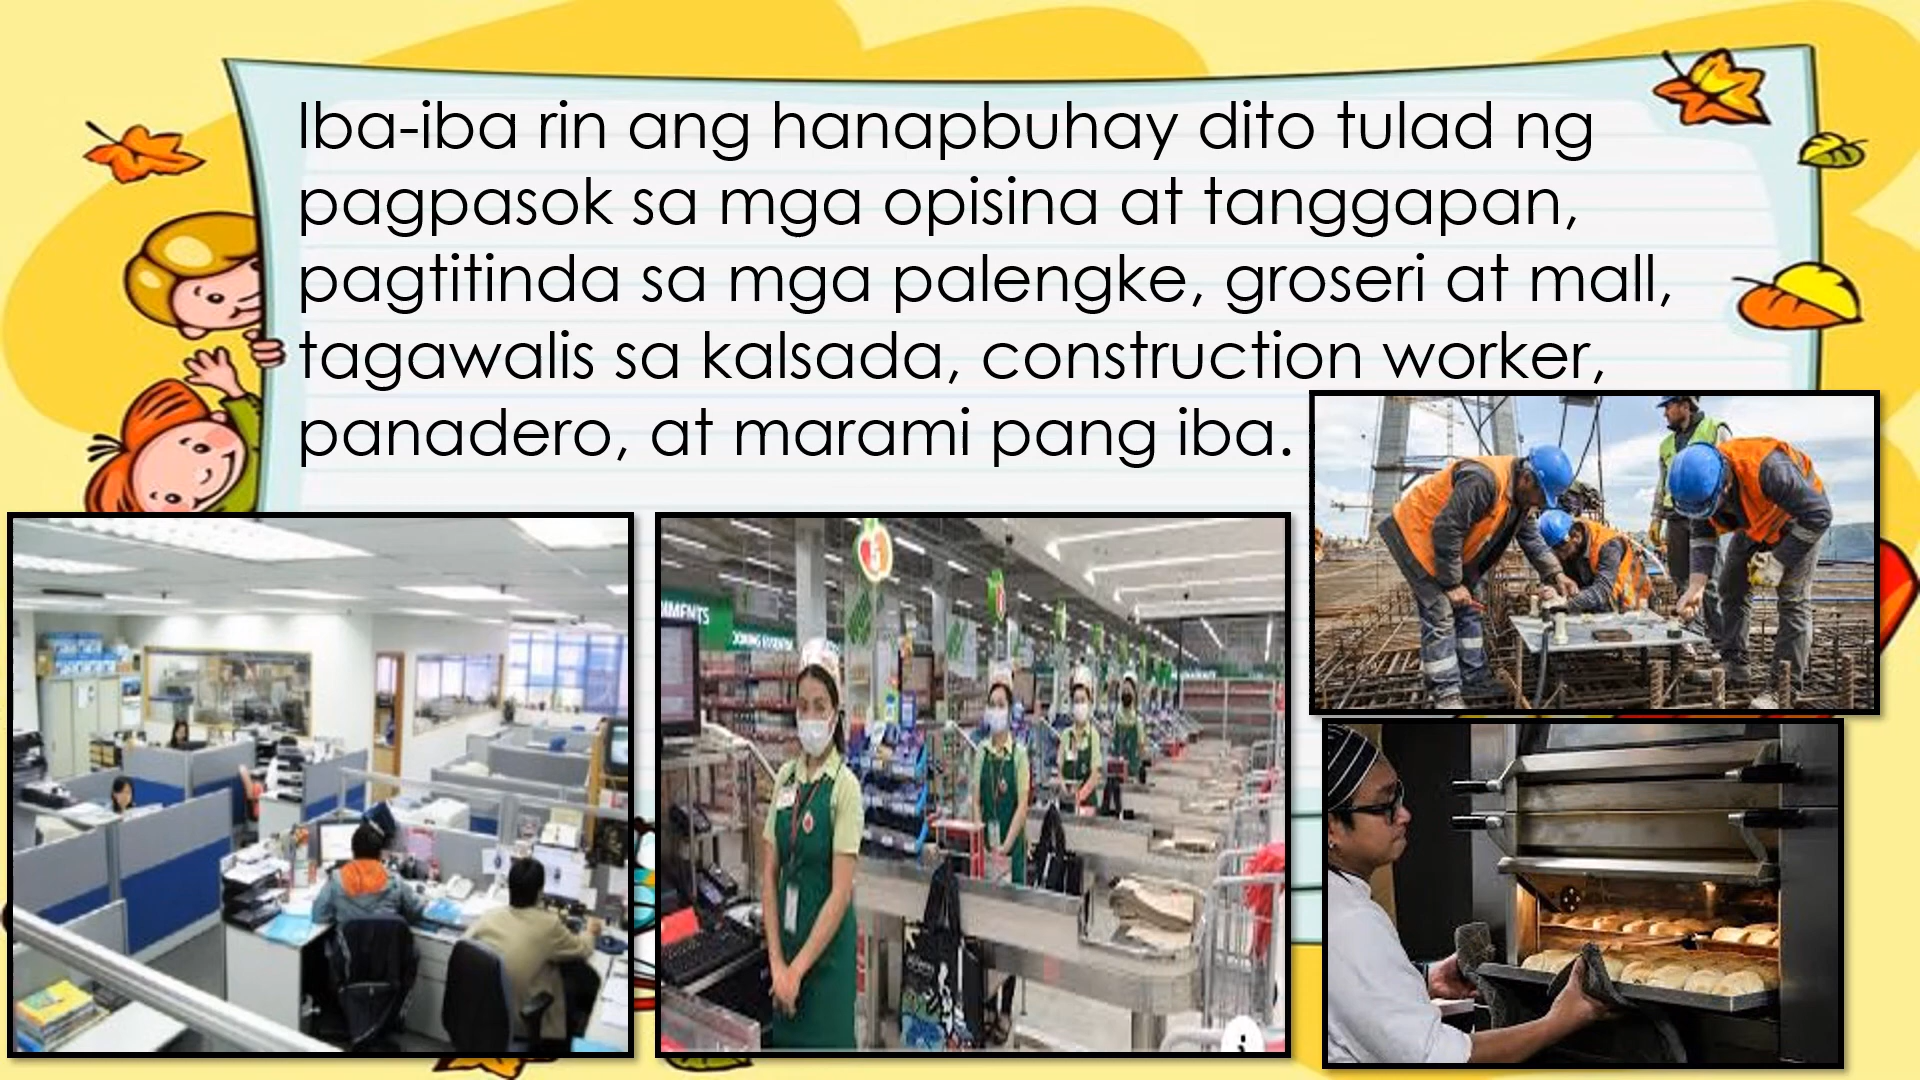 Iba-iba rin ang hanapbuhay dito tulad ng
pagpasok sa mga opisina at tanggapan,
pagtitinda sa mga palengke, groseri at mall,
tagawalis sa kalsada, construction worker,
panadero, at marami pang iba.